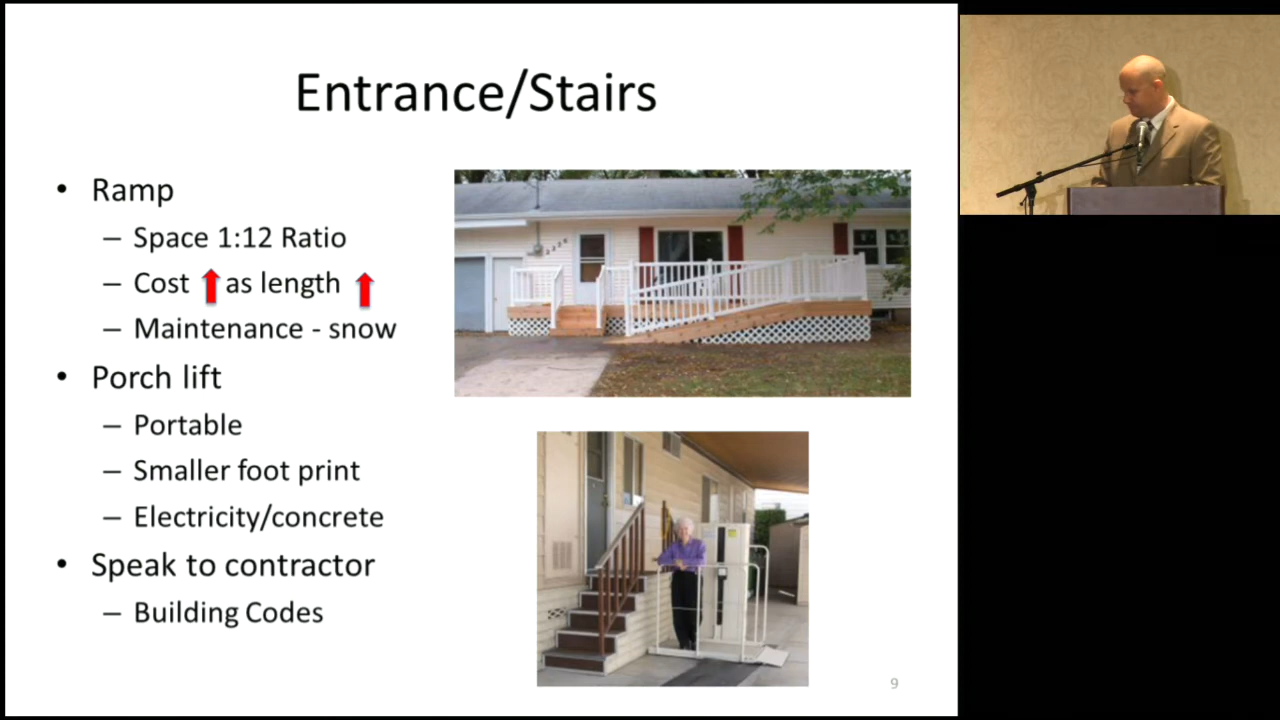 Entrance/Stairs
• Ramp
– Space 1:12 Ratio
– Cost as length
– Maintenance - snow
• Porch lift
– Portable
– Smaller foot print
– Electricity/concrete
• Speak to contractor
– Building Codes
9